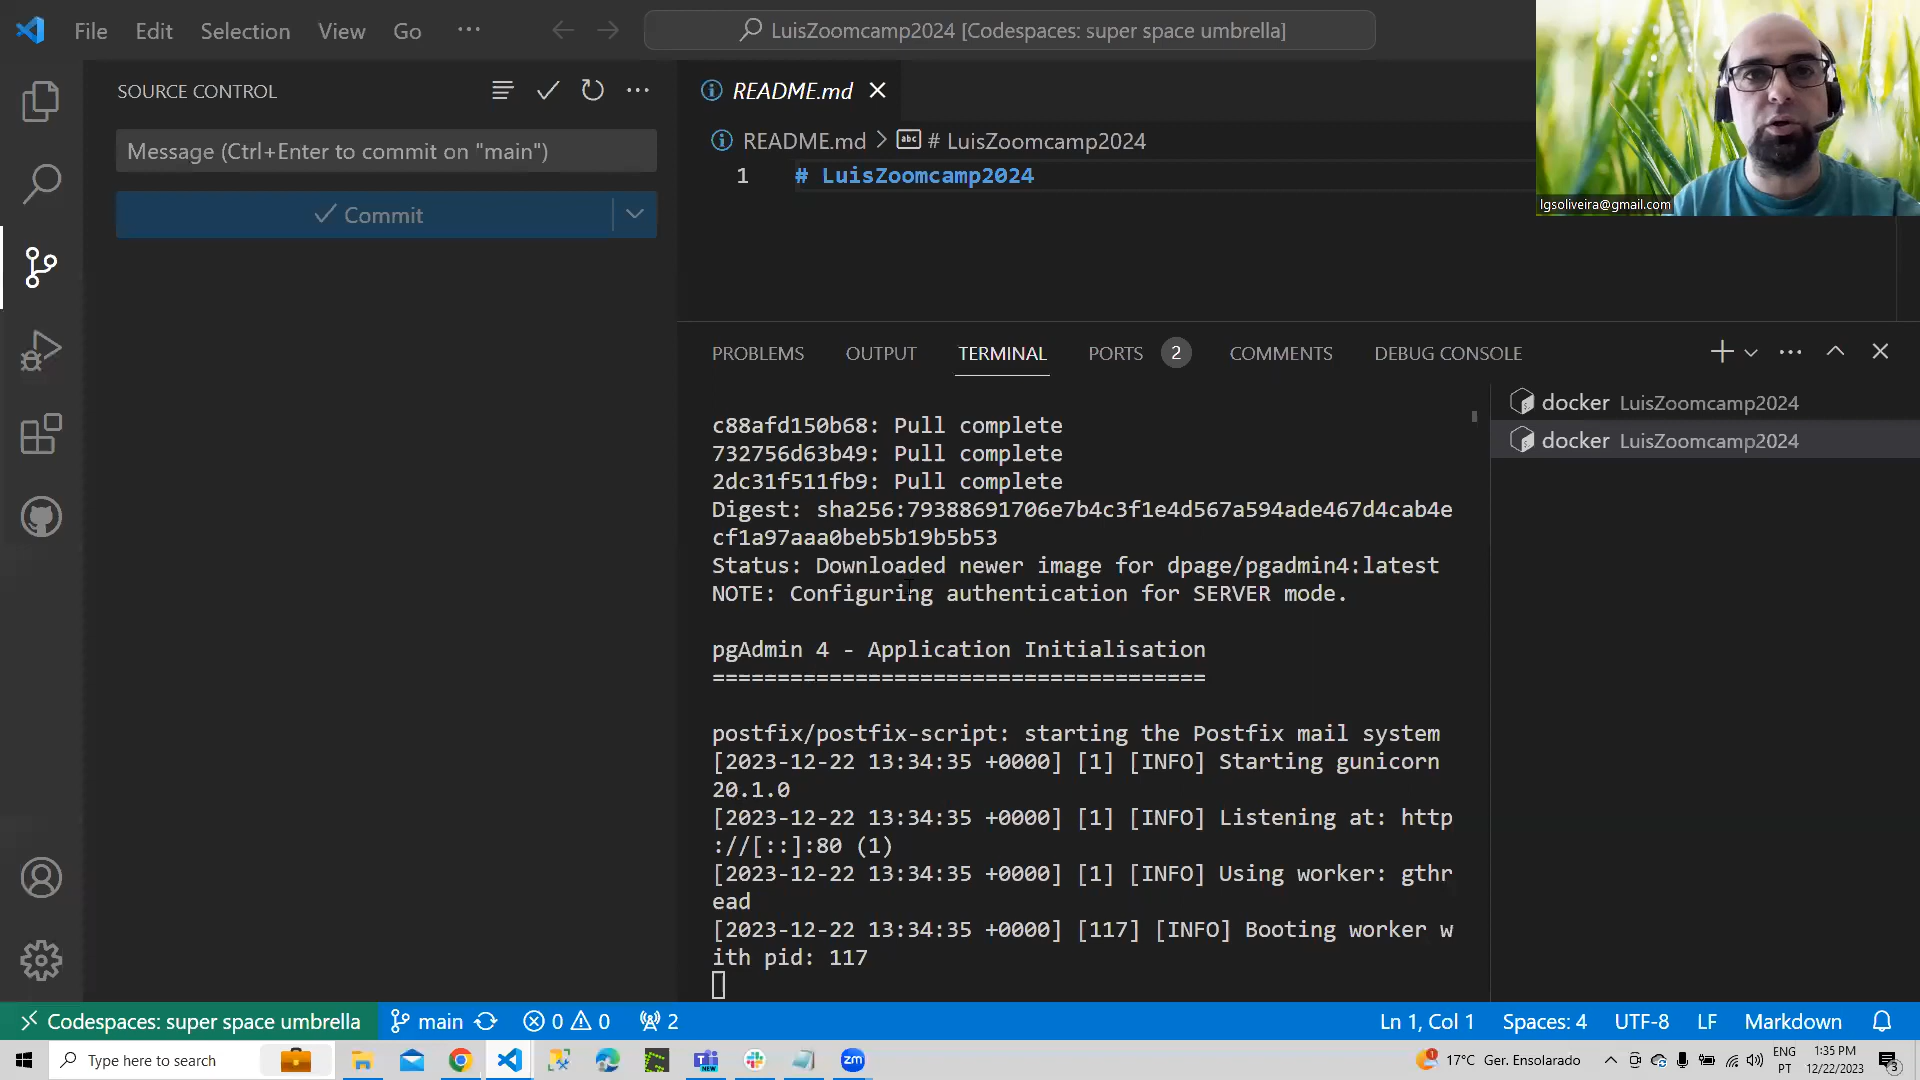 File Edit Selection View Go ···
LuisZoomcamp2024 [Codespaces: super space umbrella]
SOURCE CONTROL
Message (Ctrl+Enter to commit on "main")
Commit
README.md
README.md > # LuisZoomcamp2024
1 # LuisZoomcamp2024
lgsoliveira@gmail.com
PROBLEMS OUTPUT TERMINAL PORTS 2 COMMENTS DEBUG CONSOLE
c88afd150b68: Pull complete
732756d63b49: Pull complete
2dc31f511fb9: Pull complete
Digest: sha256:79388691706e7b4c3f1e4d567a594ade467d4cab4e
cf1a97aaa0beb5b19b5b53
Status: Downloaded newer image for dpage/pgadmin4:latest
NOTE: Configuring authentication for SERVER mode.
pgAdmin 4 - Application Initialisation
======================================
postfix/postfix-script: starting the Postfix mail system
[2023-12-22 13:34:35 +0000] [1] [INFO] Starting gunicorn
20.1.0
[2023-12-22 13:34:35 +0000] [1] [INFO] Listening at: http
://[::]:80 (1)
[2023-12-22 13:34:35 +0000] [1] [INFO] Using worker: gthr
ead
[2023-12-22 13:34:35 +0000] [117] [INFO] Booting worker w
ith pid: 117
docker LuisZoomcamp2024
docker LuisZoomcamp2024
Codespaces: super space umbrella main 0 0 2 Ln 1, Col 1 Spaces: 4 UTF-8 LF Markdown
Type here to search
zm
17°C Ger. Ensolarado
ENG
PT
1:35 PM
12/22/2023
3